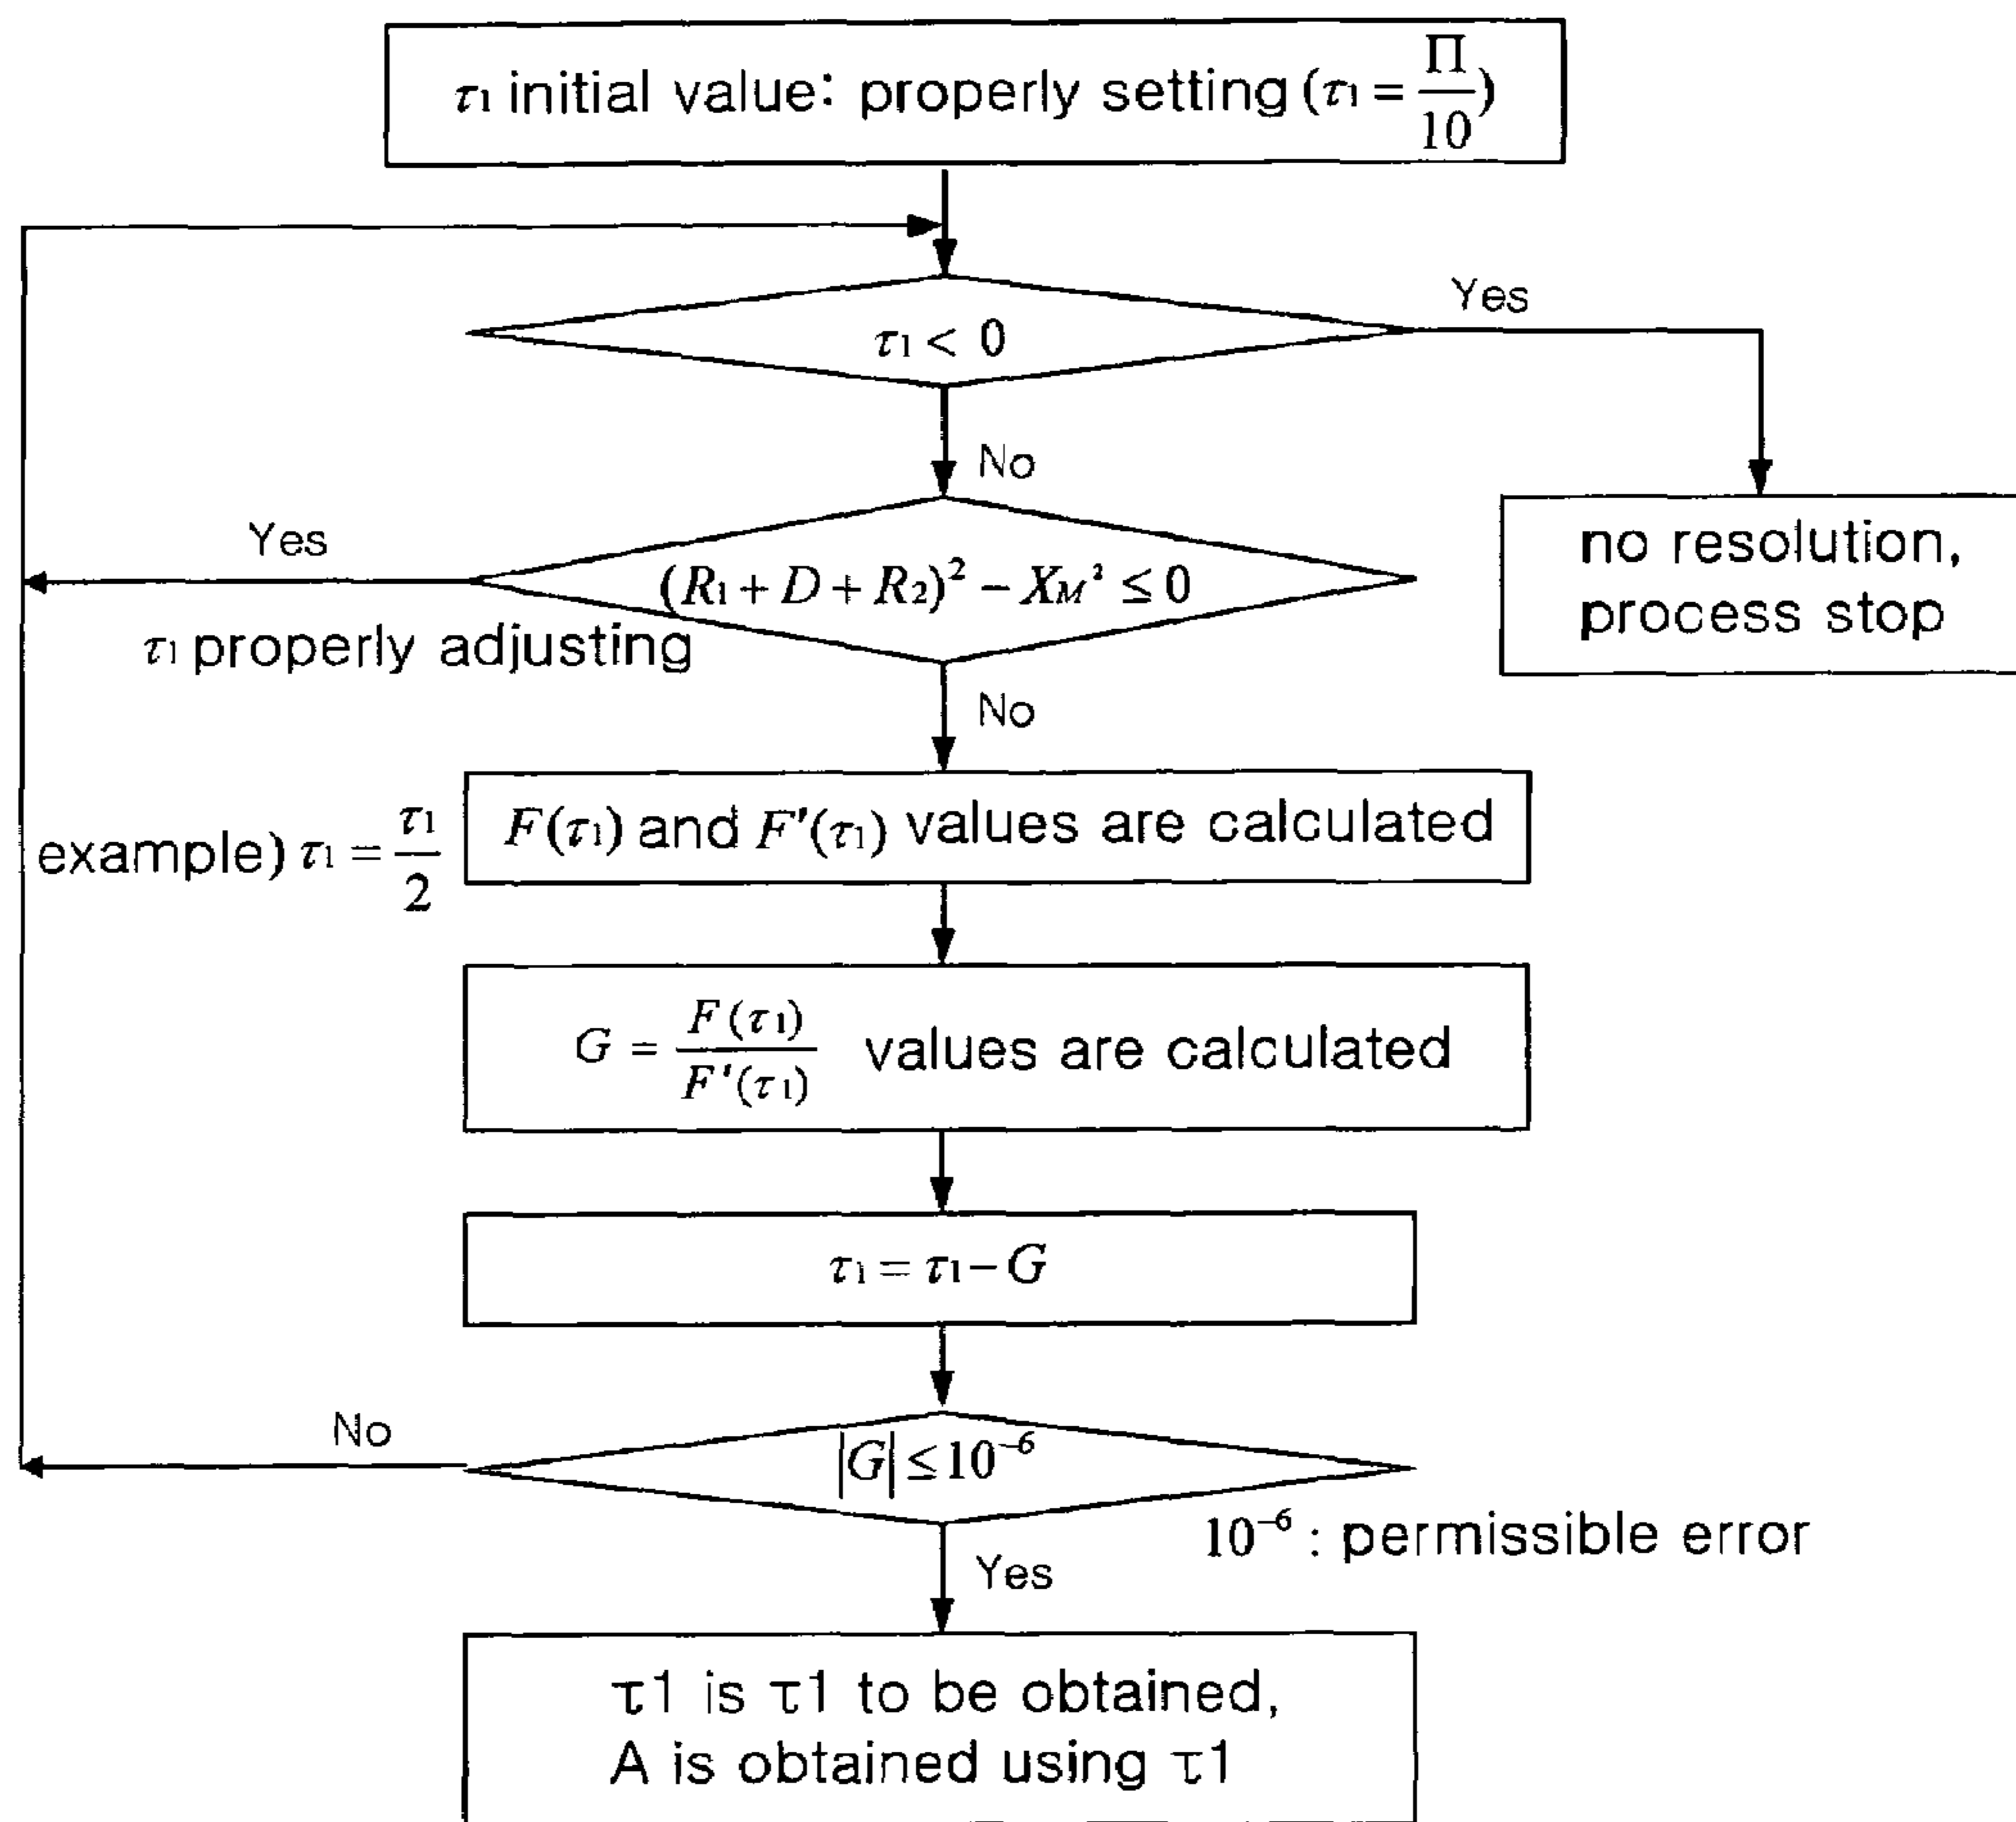 τ1 initial value: properly setting (τ1 = Π/10)
Yes
τ1 < 0
No
Yes
no resolution,
process stop
(R1 + D + R2)² − XM² ≤ 0
τ1 properly adjusting
No
F(τ1) and F'(τ1) values are calculated
example) τ1 = τ1/2
G = F(τ1)/F'(τ1) values are calculated
τ1 = τ1 − G
No
|G| ≤ 10⁻⁶
10⁻⁶ : permissible error
Yes
τ1 is τ1 to be obtained,
A is obtained using τ1